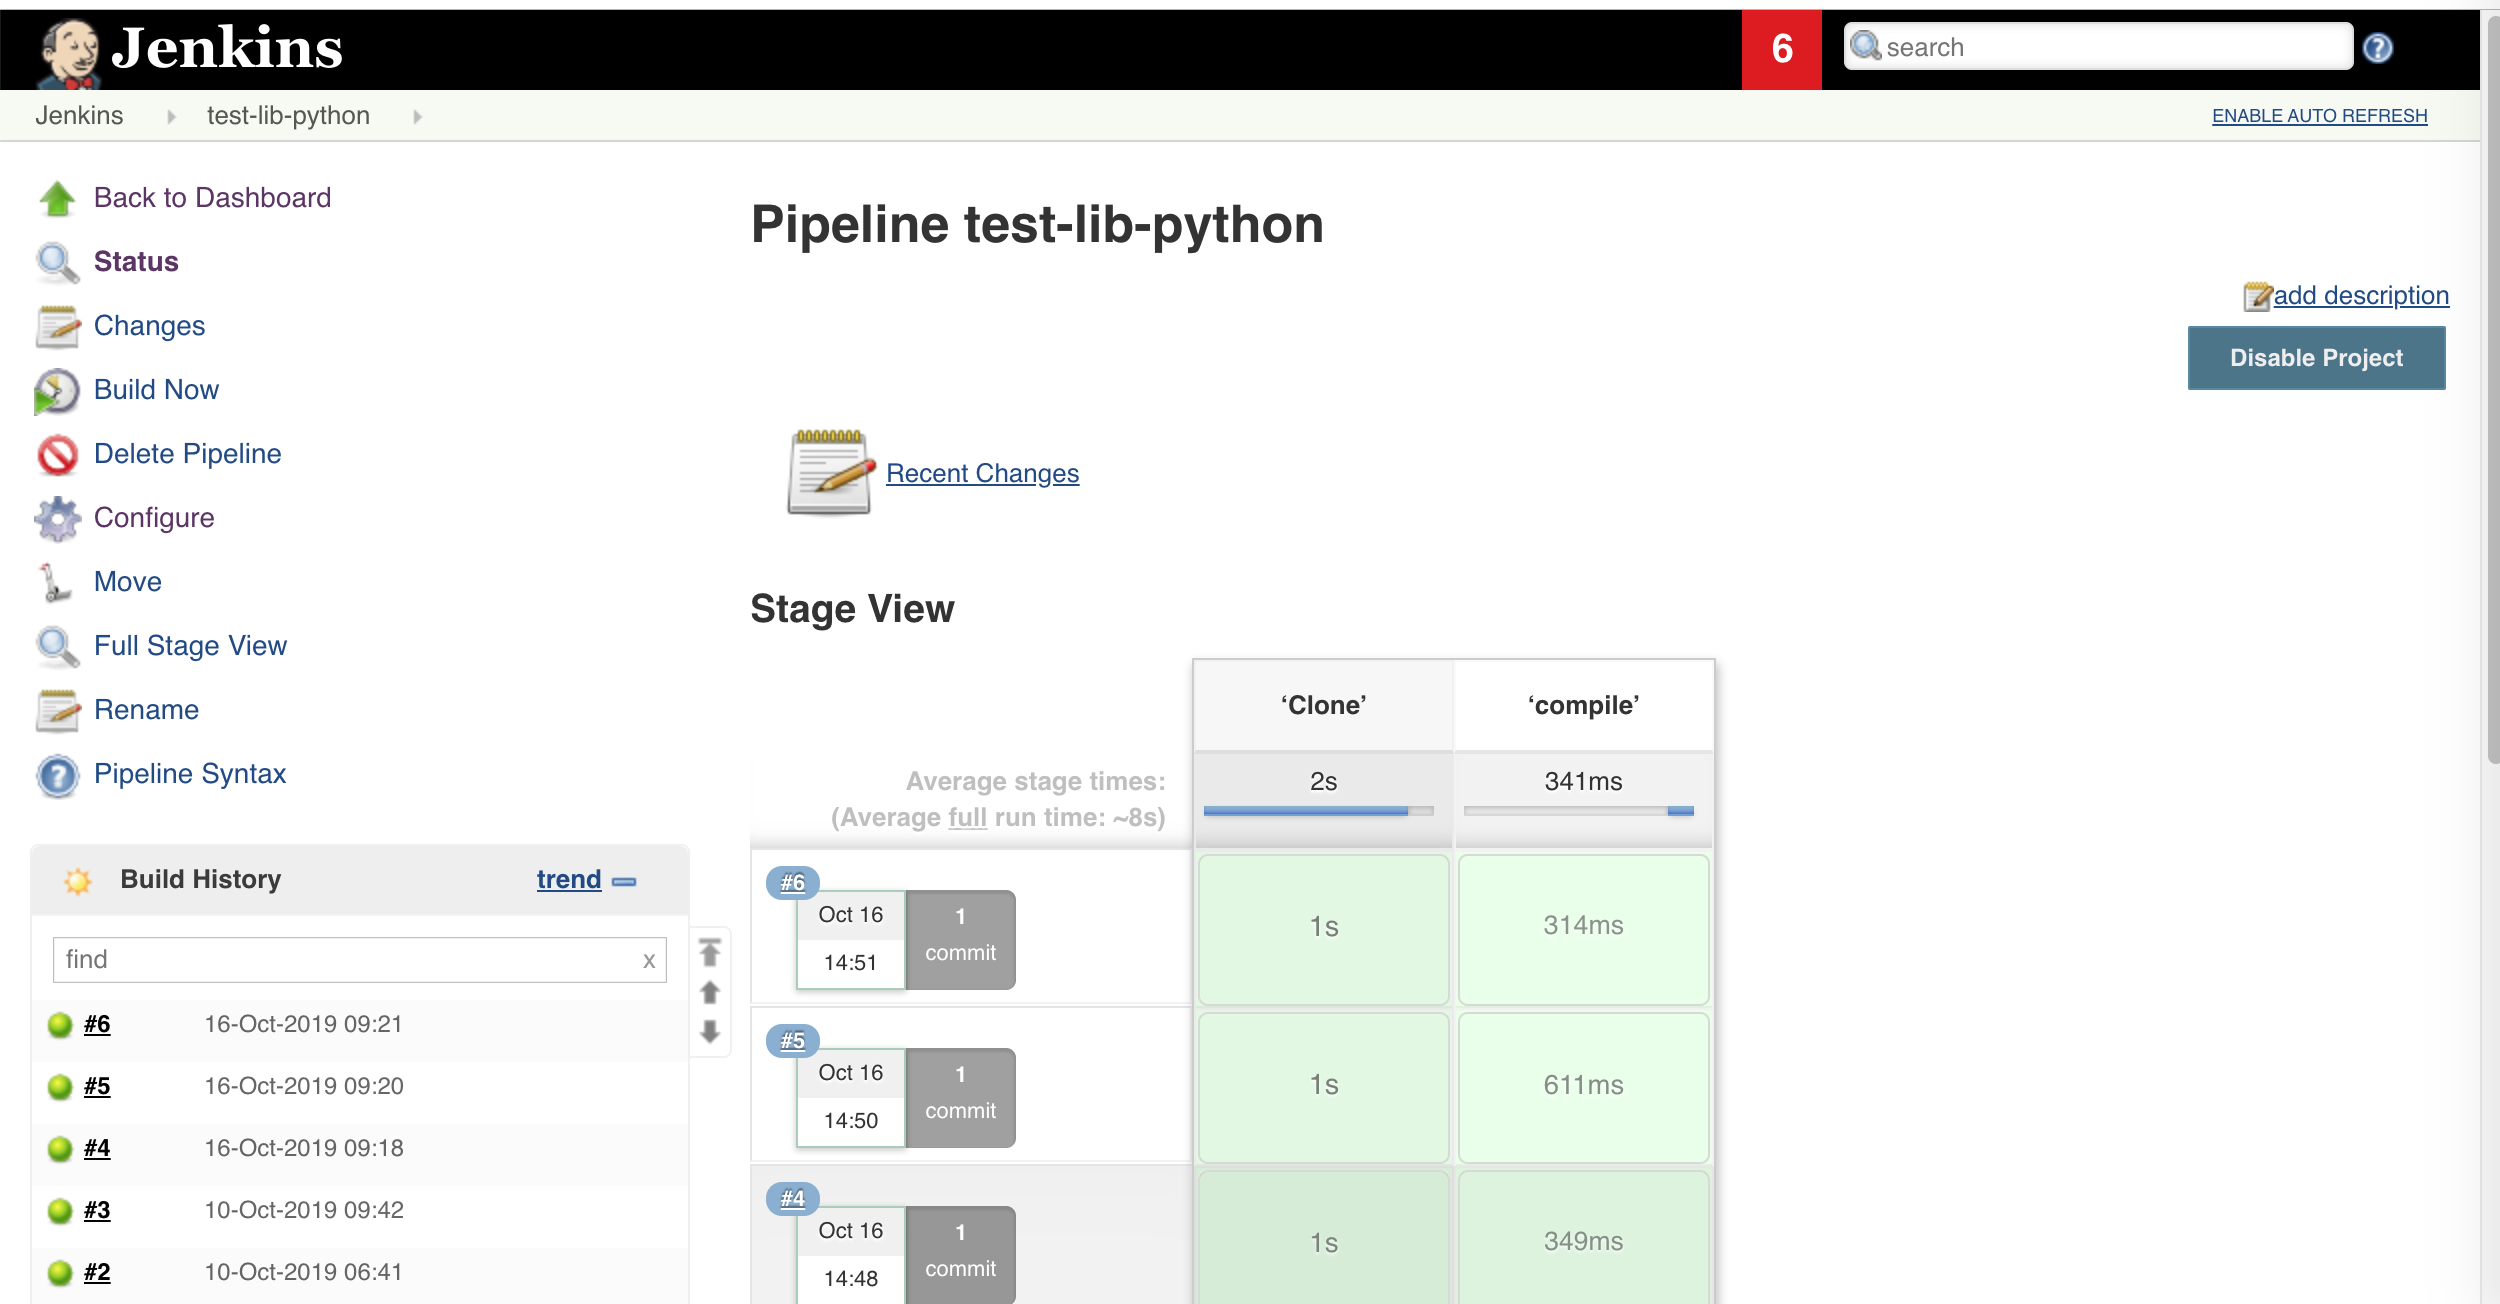 Jenkins
6
search
Jenkins
test-lib-python
ENABLE AUTO REFRESH
Back to Dashboard
Status
Changes
Build Now
Delete Pipeline
Configure
Move
Full Stage View
Rename
Pipeline Syntax
Build History
trend
find
x
#6 16-Oct-2019 09:21
#5 16-Oct-2019 09:20
#4 16-Oct-2019 09:18
#3 10-Oct-2019 09:42
#2 10-Oct-2019 06:41
Pipeline test-lib-python
add description
Disable Project
Recent Changes
Stage View
‘Clone’ ‘compile’
Average stage times: 2s 341ms
(Average full run time: ~8s)
#6
Oct 16
14:51
1
commit
1s
314ms
#5
Oct 16
14:50
1
commit
1s
611ms
#4
Oct 16
14:48
1
commit
1s
349ms